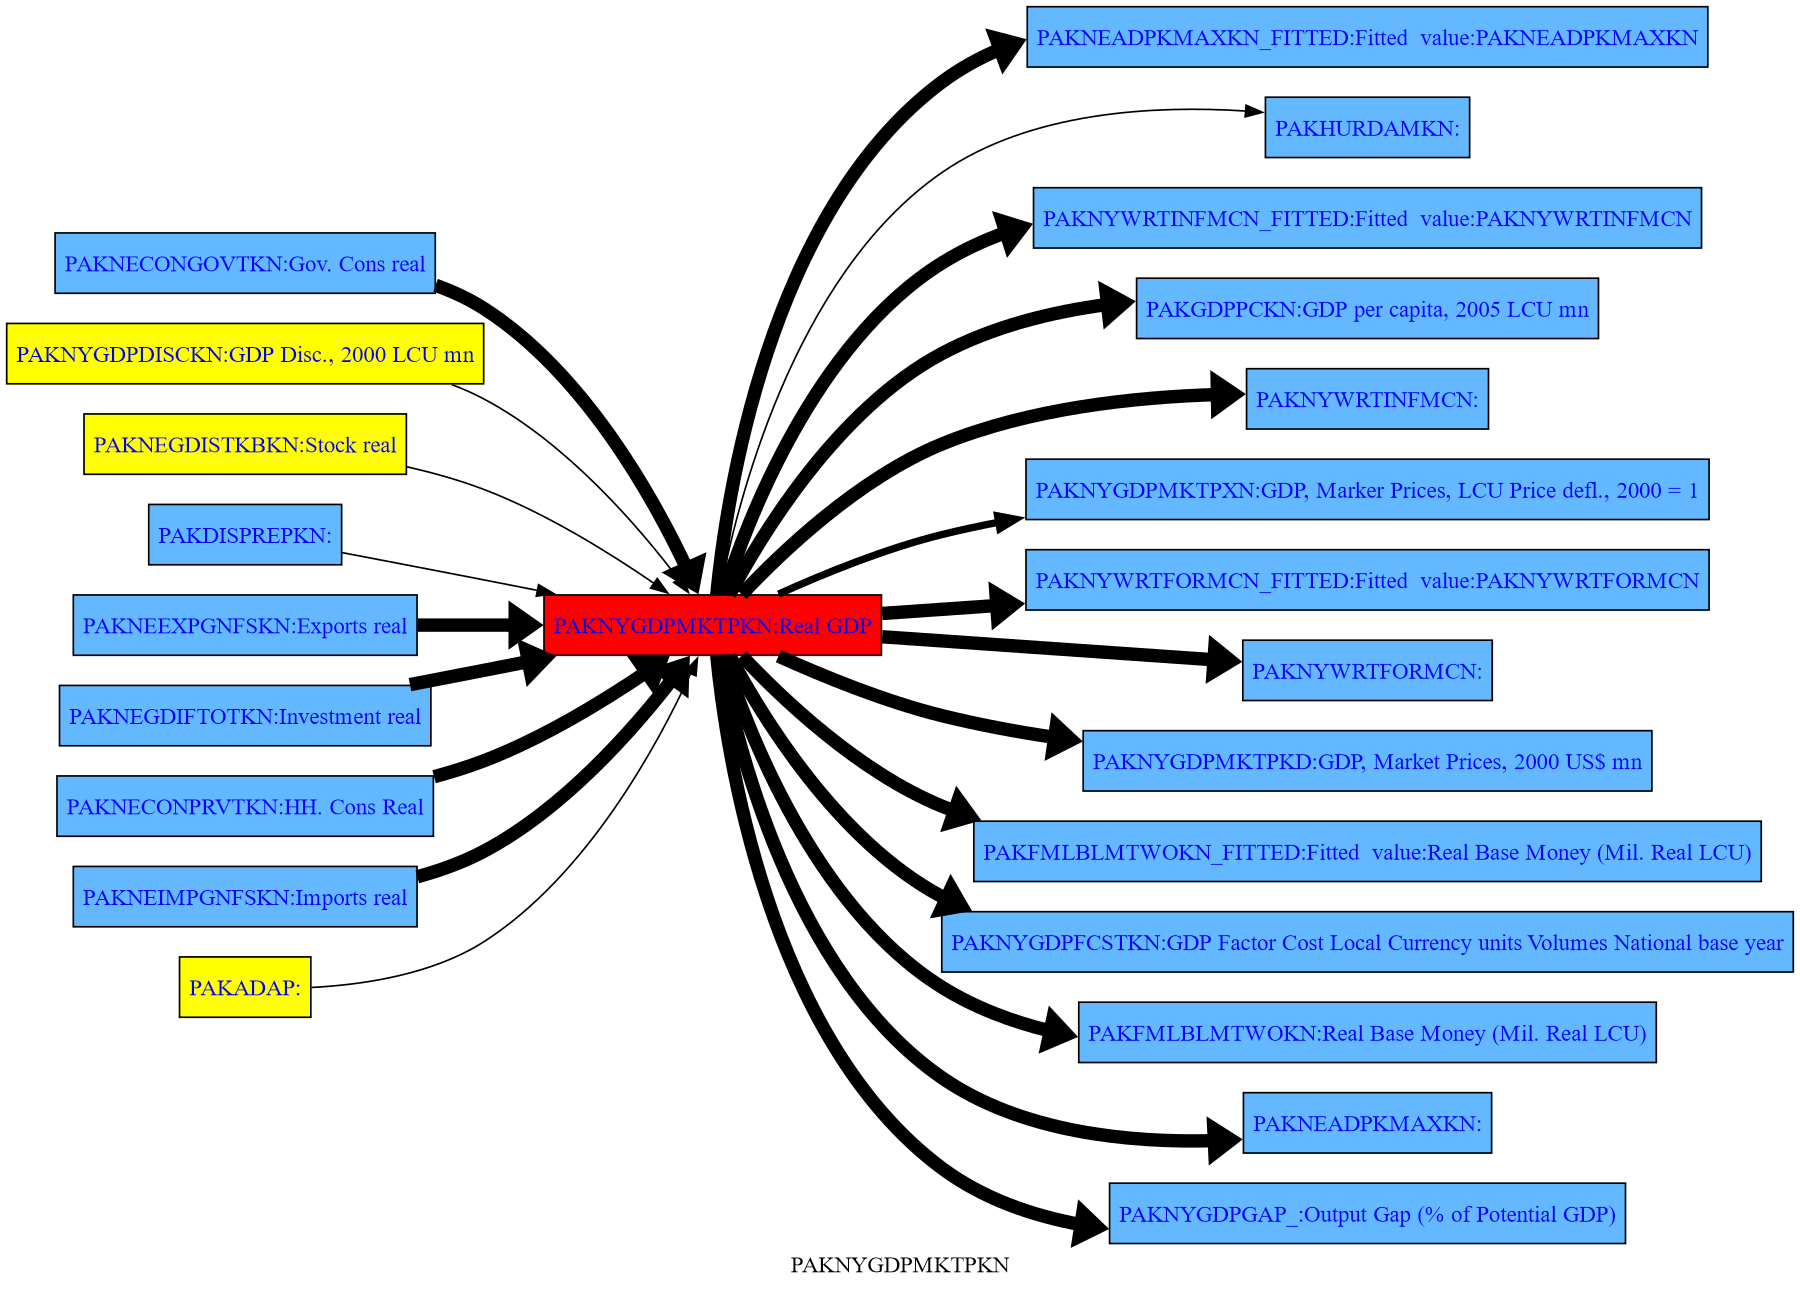 PAKNEADPKMAXKN_FITTED:Fitted value:PAKNEADPKMAXKN
PAKHURDAMKN:
PAKNYWRTINFMCN_FITTED:Fitted value:PAKNYWRTINFMCN
PAKNECONGOVTKN:Gov. Cons real
PAKGDPPCKN:GDP per capita, 2005 LCU mn
PAKNYGDPDISCKN:GDP Disc., 2000 LCU mn
PAKNYWRTINFMCN:
PAKNEGDISTKBKN:Stock real
PAKNYGDPMKTPXN:GDP, Marker Prices, LCU Price defl., 2000 = 1
PAKDISPREPKN:
PAKNYWRTFORMCN_FITTED:Fitted value:PAKNYWRTFORMCN
PAKNEEXPGNFSKN:Exports real
PAKNYGDPMKTPKN:Real GDP
PAKNYWRTFORMCN:
PAKNEGDIFTOTKN:Investment real
PAKNYGDPMKTPKD:GDP, Market Prices, 2000 US$ mn
PAKNECONPRVTKN:HH. Cons Real
PAKFMLBLMTWOKN_FITTED:Fitted value:Real Base Money (Mil. Real LCU)
PAKNEIMPGNFSKN:Imports real
PAKNYGDPFCSTKN:GDP Factor Cost Local Currency units Volumes National base year
PAKADAP:
PAKFMLBLMTWOKN:Real Base Money (Mil. Real LCU)
PAKNEADPKMAXKN:
PAKNYGDPGAP_:Output Gap (% of Potential GDP)
PAKNYGDPMKTPKN